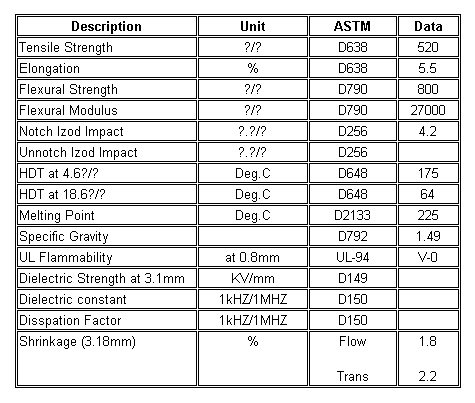 Description Unit ASTM Data
Tensile Strength ?/? D638 520
Elongation % D638 5.5
Flexural Strength ?/? D790 800
Flexural Modulus ?/? D790 27000
Notch Izod Impact ?.?/? D256 4.2
Unnotch Izod Impact ?.?/? D256
HDT at 4.6?/? Deg.C D648 175
HDT at 18.6?/? Deg.C D648 64
Melting Point Deg.C D2133 225
Specific Gravity D792 1.49
UL Flammability at 0.8mm UL-94 V-0
Dielectric Strength at 3.1mm KV/mm D149
Dielectric constant 1kHZ/1MHZ D150
Disspation Factor 1kHZ/1MHZ D150
Shrinkage (3.18mm) % Flow 1.8
Trans 2.2